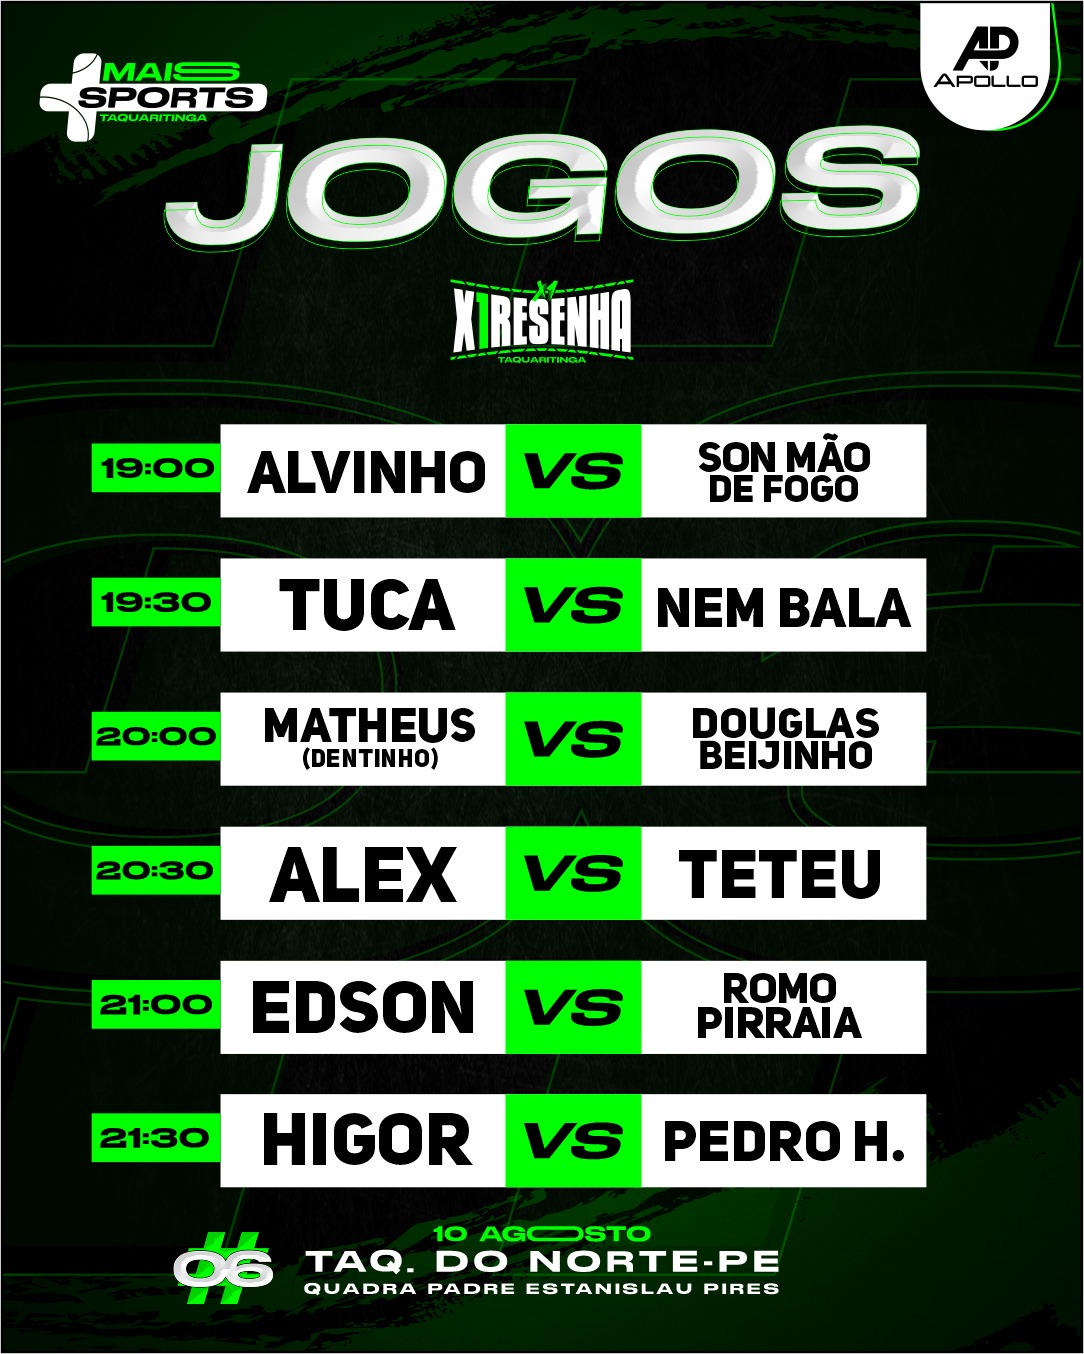 MAIS
SPORTS
TAQUARITINGA
AP
APOLLO
JOGOS
X1
X1RESENHA
TAQUARITINGA
19:00 ALVINHO VS SON MÃO
DE FOGO
19:30 TUCA VS NEM BALA
20:00 MATHEUS
(DENTINHO) VS DOUGLAS
BEIJINHO
20:30 ALEX VS TETEU
21:00 EDSON VS ROMO
PIRRAIA
21:30 HIGOR VS PEDRO H.
#06
10 AGOSTO
TAQ. DO NORTE-PE
QUADRA PADRE ESTANISLAU PIRES